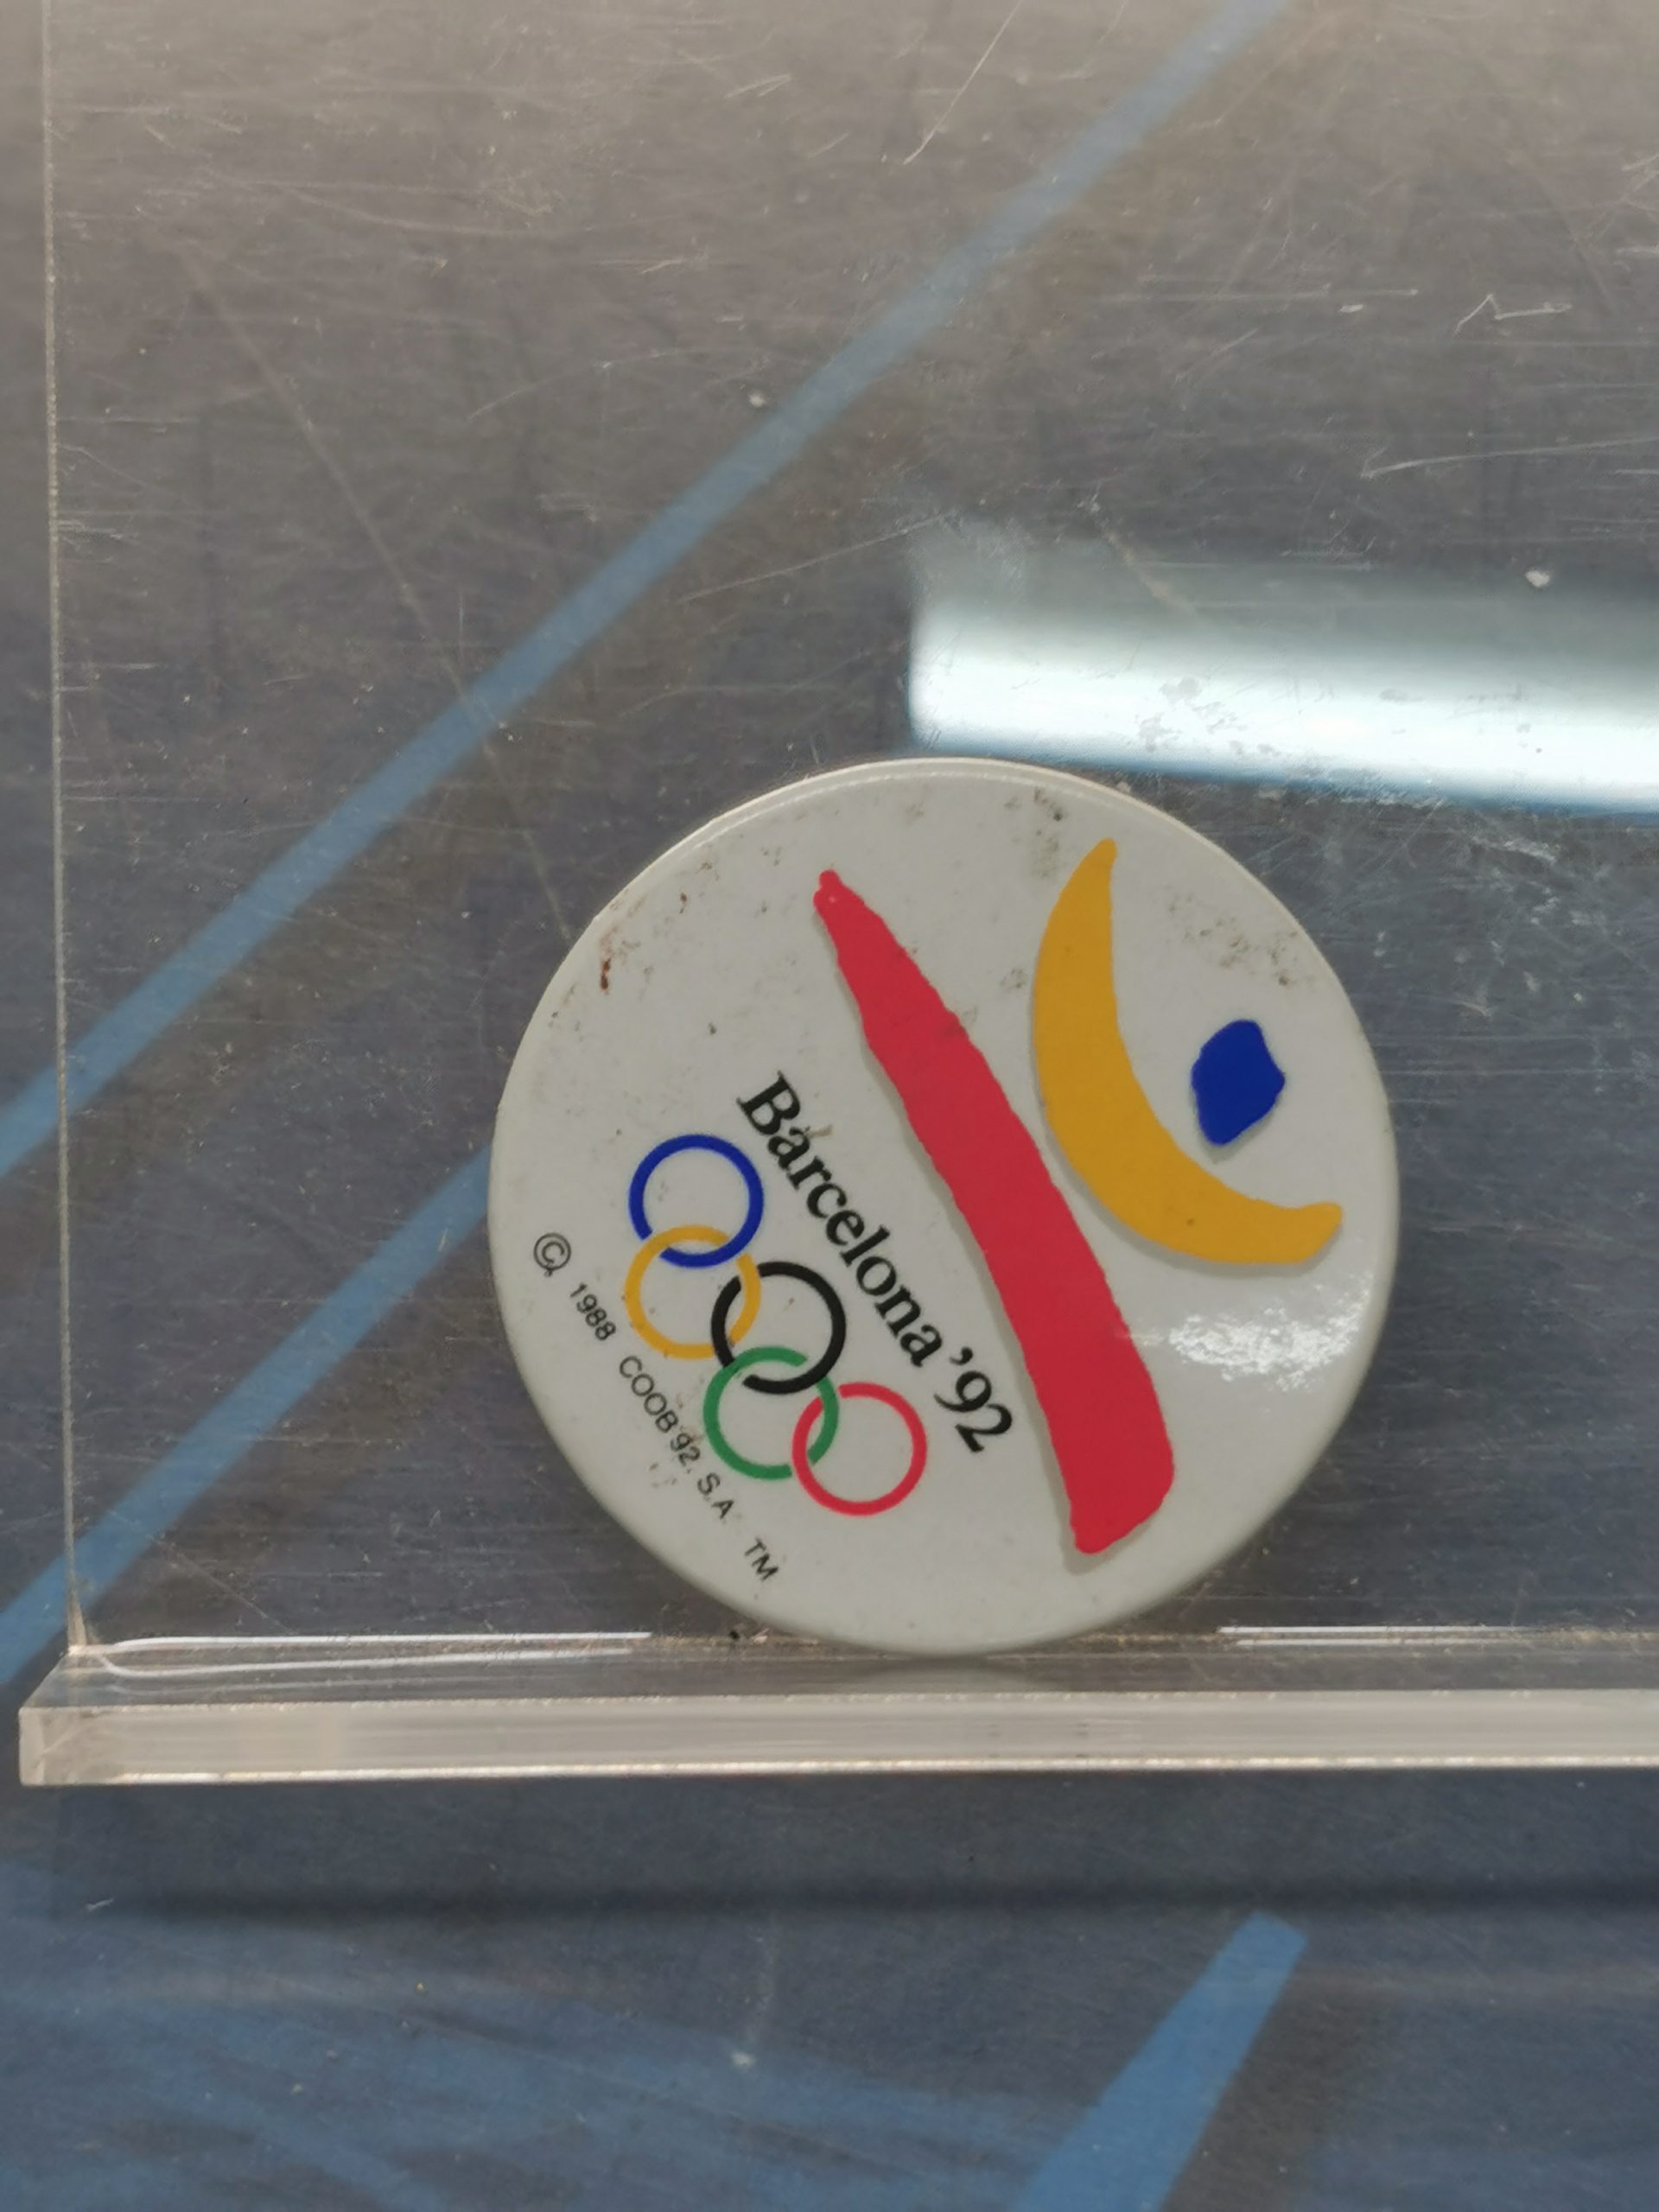 Barcelona '92
© 1988 COOB'92, S.A. TM